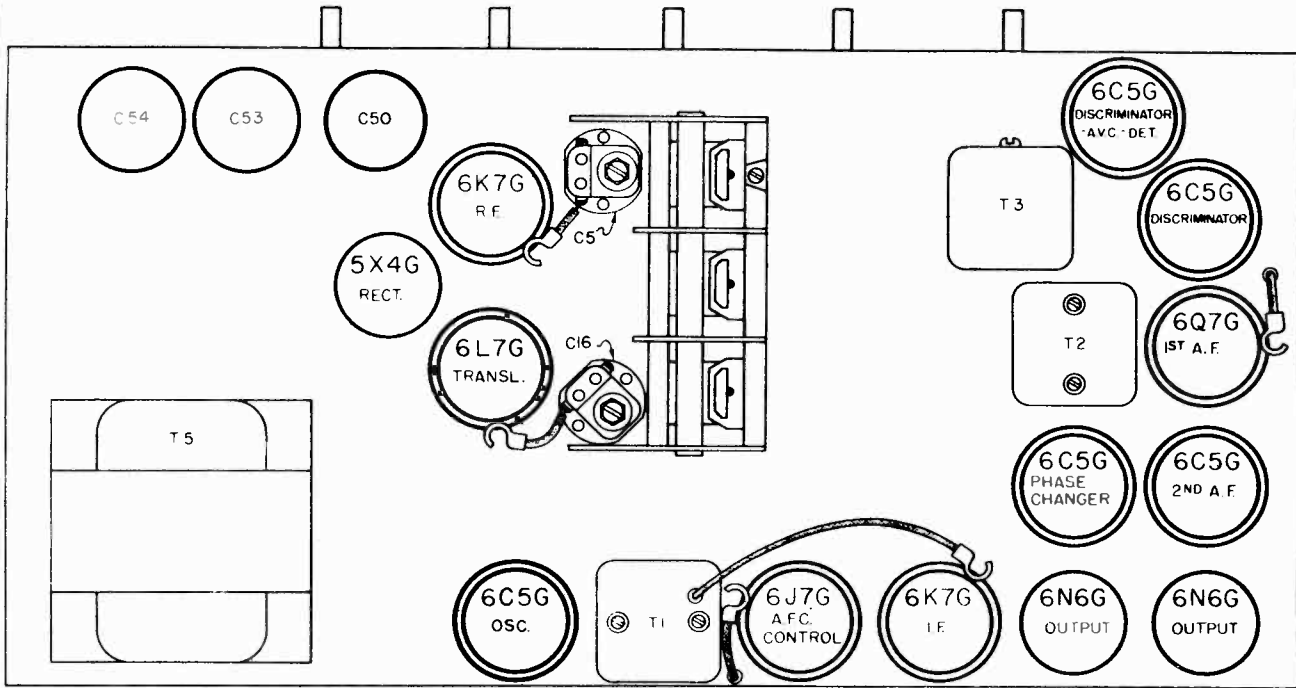 C54
C53
C50
6K7G
R.F.
C5
5X4G
RECT.
6L7G
TRANSL.
C16
T5
6C5G
DISCRIMINATOR
-A.V.C.-DET.
T3
6C5G
DISCRIMINATOR
T2
6Q7G
1ST A.F.
6C5G
PHASE
CHANGER
6C5G
2ND A.F.
6C5G
OSC.
T1
6J7G
A.F.C.
CONTROL
6K7G
I.F.
6N6G
OUTPUT
6N6G
OUTPUT